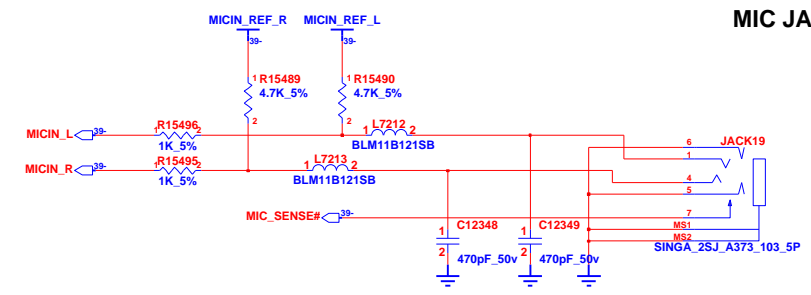 MIC JA
MICIN_REF_R MICIN_REF_L
39- 39-
1 R15489 1 R15490
4.7K_5% 4.7K_5%
2 2
MICIN_L 39- 1 R15496 2 1 L7212 2
1K_5% BLM11B121SB
MICIN_R 39- 1 R15495 2 1 L7213 2
1K_5% BLM11B121SB
6 JACK19
1
4
5
MIC_SENSE# 39- 7
1 C12348 1 C12349
MS1
MS2
SINGA_2SJ_A373_103_5P
2 470pF_50v 2 470pF_50v